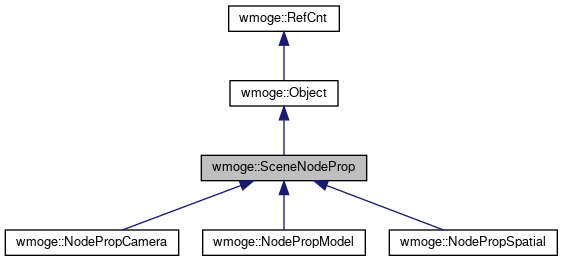 wmoge::RefCnt
wmoge::Object
wmoge::SceneNodeProp
wmoge::NodePropCamera
wmoge::NodePropModel
wmoge::NodePropSpatial